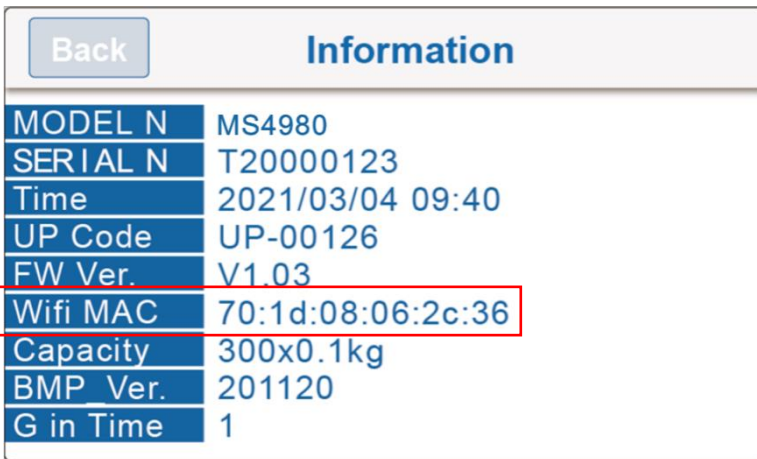 Back
Information
MODEL N MS4980
SERIAL N T20000123
Time 2021/03/04 09:40
UP Code UP-00126
FW Ver. V1.03
Wifi MAC 70:1d:08:06:2c:36
Capacity 300x0.1kg
BMP_Ver. 201120
G in Time 1